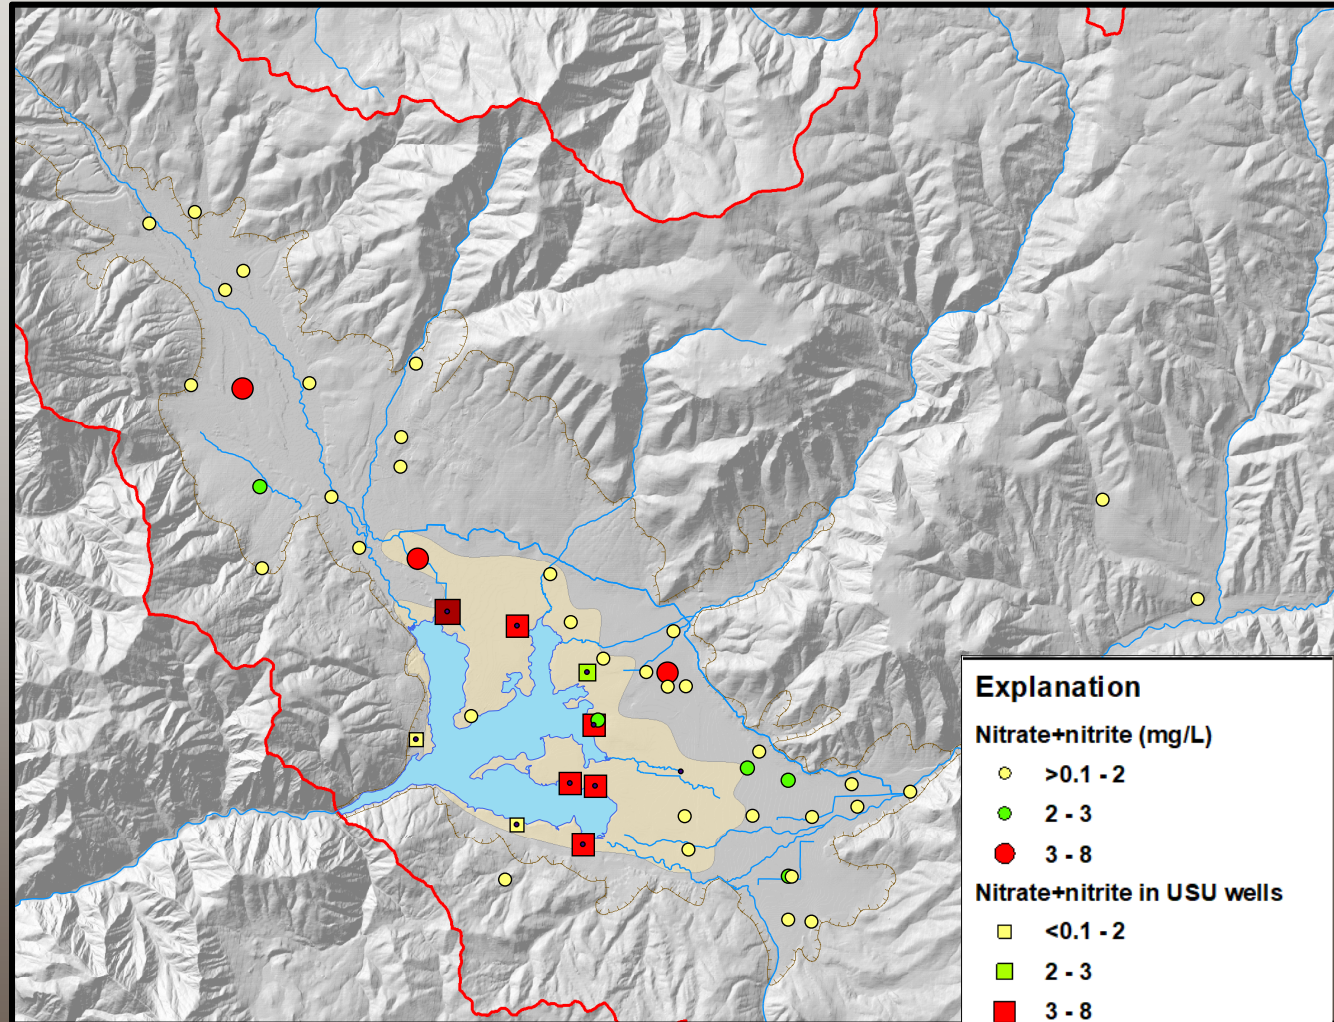 Explanation
Nitrate+nitrite (mg/L)
>0.1 - 2
2 - 3
3 - 8
Nitrate+nitrite in USU wells
<0.1 - 2
2 - 3
3 - 8